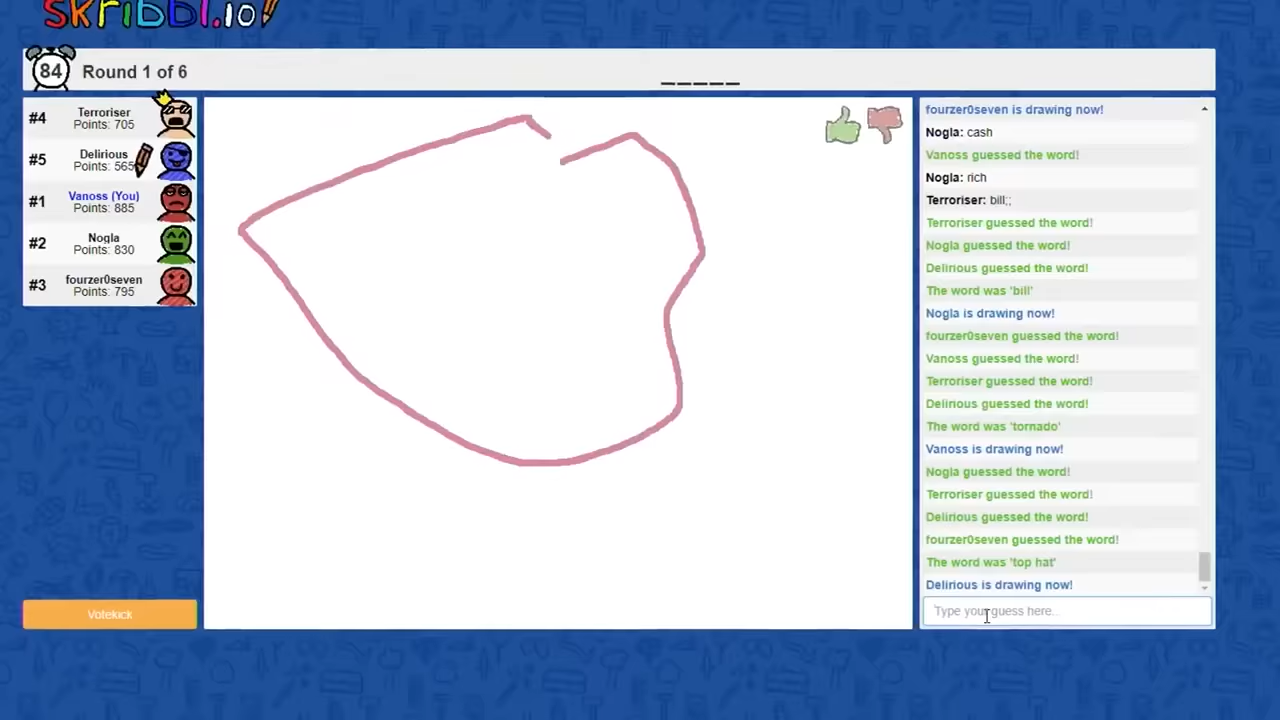 skribbl.io
84
Round 1 of 6
_____
#4 Terroriser
Points: 705
#5 Delirious
Points: 565
#1 Vanoss (You)
Points: 885
#2 Nogla
Points: 830
#3 fourzer0seven
Points: 795
Votekick
fourzer0seven is drawing now!
Nogla: cash
Vanoss guessed the word!
Nogla: rich
Terroriser: bill;;
Terroriser guessed the word!
Nogla guessed the word!
Delirious guessed the word!
The word was 'bill'
Nogla is drawing now!
fourzer0seven guessed the word!
Vanoss guessed the word!
Terroriser guessed the word!
Delirious guessed the word!
The word was 'tornado'
Vanoss is drawing now!
Nogla guessed the word!
Terroriser guessed the word!
Delirious guessed the word!
fourzer0seven guessed the word!
The word was 'top hat'
Delirious is drawing now!
Type your guess here...